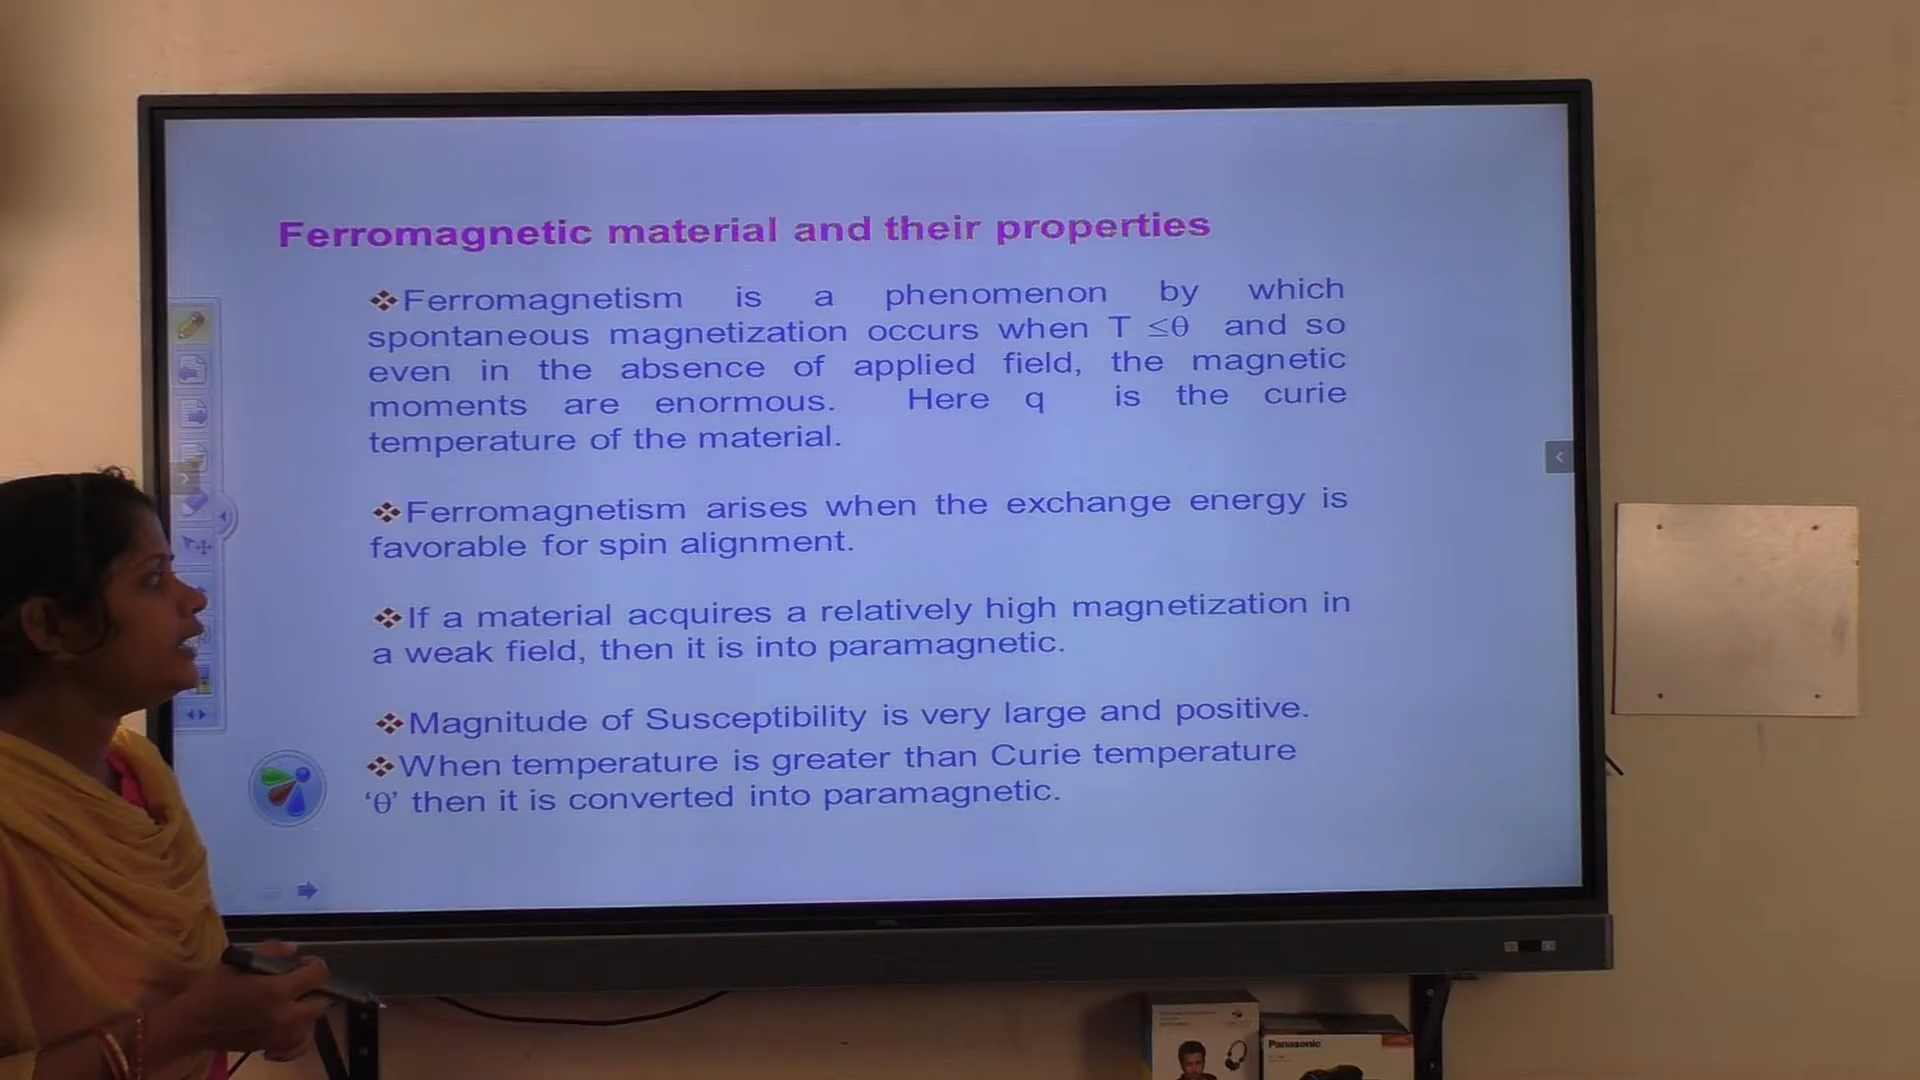 Ferromagnetic material and their properties
❖Ferromagnetism is a phenomenon by which
spontaneous magnetization occurs when T ≤θ and so
even in the absence of applied field, the magnetic
moments are enormous. Here q is the curie
temperature of the material.
❖Ferromagnetism arises when the exchange energy is
favorable for spin alignment.
❖If a material acquires a relatively high magnetization in
a weak field, then it is into paramagnetic.
❖Magnitude of Susceptibility is very large and positive.
❖When temperature is greater than Curie temperature
‘θ’ then it is converted into paramagnetic.
Panasonic